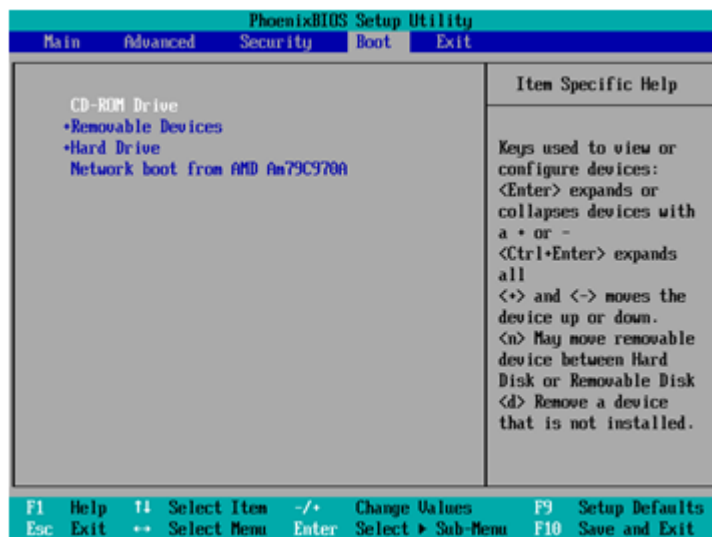 PhoenixBIOS Setup Utility
Main Advanced Security Boot Exit
CD-ROM Drive
+Removable Devices
+Hard Drive
Network boot from AMD Am79C970A
Item Specific Help
Keys used to view or
configure devices:
<Enter> expands or
collapses devices with
a + or -
<Ctrl+Enter> expands
all
<+> and <-> moves the
device up or down.
<n> May move removable
device between Hard
Disk or Removable Disk
<d> Remove a device
that is not installed.
F1 Help ↑↓ Select Item -/+ Change Values F9 Setup Defaults
Esc Exit ↔ Select Menu Enter Select ▶ Sub-Menu F10 Save and Exit